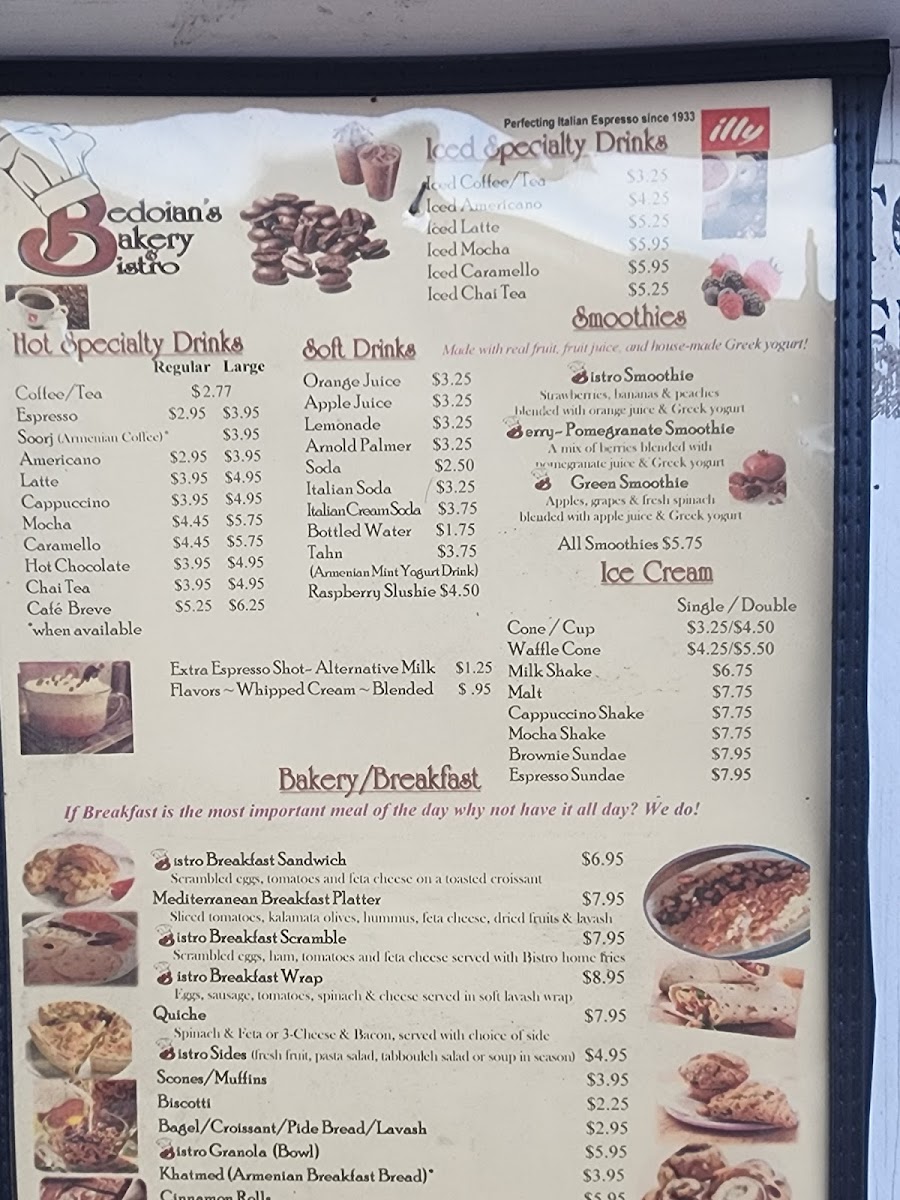 Perfecting Italian Espresso since 1933
illy
Bedoian's
Bakery
&
Bistro
Iced Specialty Drinks
Iced Coffee/Tea $3.25
Iced Americano $4.25
Iced Latte $5.25
Iced Mocha $5.95
Iced Caramello $5.95
Iced Chai Tea $5.25
Hot Specialty Drinks
Regular Large
Coffee/Tea $2.77
Espresso $2.95 $3.95
Soorj (Armenian Coffee)* $3.95
Americano $2.95 $3.95
Latte $3.95 $4.95
Cappuccino $3.95 $4.95
Mocha $4.45 $5.75
Caramello $4.45 $5.75
Hot Chocolate $3.95 $4.95
Chai Tea $3.95 $4.95
Café Breve $5.25 $6.25
*when available
Soft Drinks
Orange Juice $3.25
Apple Juice $3.25
Lemonade $3.25
Arnold Palmer $3.25
Soda $2.50
Italian Soda $3.25
Italian Cream Soda $3.75
Bottled Water $1.75
Tahn $3.75
(Armenian Mint Yogurt Drink)
Raspberry Slushie $4.50
Extra Espresso Shot- Alternative Milk $1.25
Flavors ~ Whipped Cream ~ Blended $ .95
Smoothies
Made with real fruit, fruit juice, and house-made Greek yogurt!
Bistro Smoothie
Strawberries, bananas & peaches
blended with orange juice & Greek yogurt
Berry-Pomegranate Smoothie
A mix of berries blended with
pomegranate juice & Greek yogurt
Green Smoothie
Apples, grapes & fresh spinach
blended with apple juice & Greek yogurt
All Smoothies $5.75
Ice Cream
Single / Double
Cone / Cup $3.25/$4.50
Waffle Cone $4.25/$5.50
Milk Shake $6.75
Malt $7.75
Cappuccino Shake $7.75
Mocha Shake $7.75
Brownie Sundae $7.95
Espresso Sundae $7.95
Bakery/Breakfast
If Breakfast is the most important meal of the day why not have it all day? We do!
Bistro Breakfast Sandwich $6.95
Scrambled eggs, tomatoes and feta cheese on a toasted croissant
Mediterranean Breakfast Platter $7.95
Sliced tomatoes, kalamata olives, hummus, feta cheese, dried fruits & lavash
Bistro Breakfast Scramble $7.95
Scrambled eggs, ham, tomatoes and feta cheese served with Bistro home fries
Bistro Breakfast Wrap $8.95
Eggs, sausage, tomatoes, spinach & cheese served in soft lavash wrap
Quiche $7.95
Spinach & Feta or 3-Cheese & Bacon, served with choice of side
Bistro Sides (fresh fruit, pasta salad, tabbouleh salad or soup in season) $4.95
Scones/Muffins $3.95
Biscotti $2.25
Bagel/Croissant/Pide Bread/Lavash $2.95
Bistro Granola (Bowl) $5.95
Khatmed (Armenian Breakfast Bread)* $3.95
Cinnamon Rolls $5.95